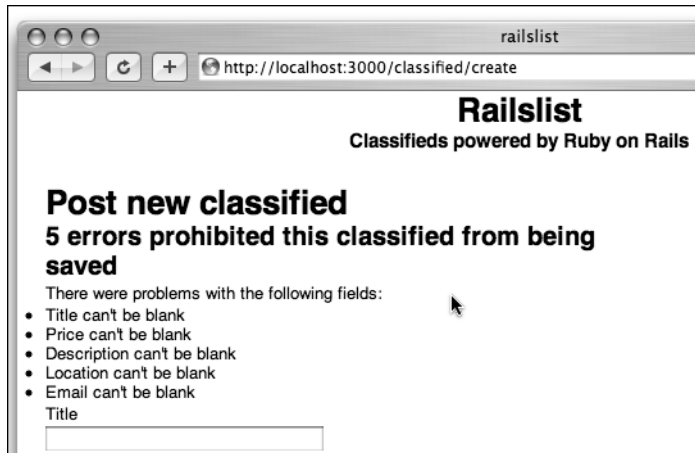 railslist
http://localhost:3000/classified/create
Railslist
Classifieds powered by Ruby on Rails
Post new classified
5 errors prohibited this classified from being
saved
There were problems with the following fields:
• Title can't be blank
• Price can't be blank
• Description can't be blank
• Location can't be blank
• Email can't be blank
Title